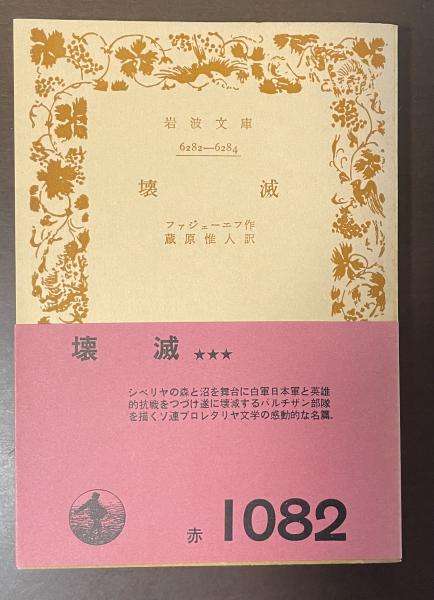 岩波文庫
6282—6284
壊滅
ファジェーエフ作
蔵原惟人訳
壊滅 ★★★
シベリヤの森と沼を舞台に白軍日本軍と英雄
的抗戦をつづけ遂に壊滅するパルチザン部隊
を描くソ連プロレタリヤ文学の感動的な名篇.
赤 1082